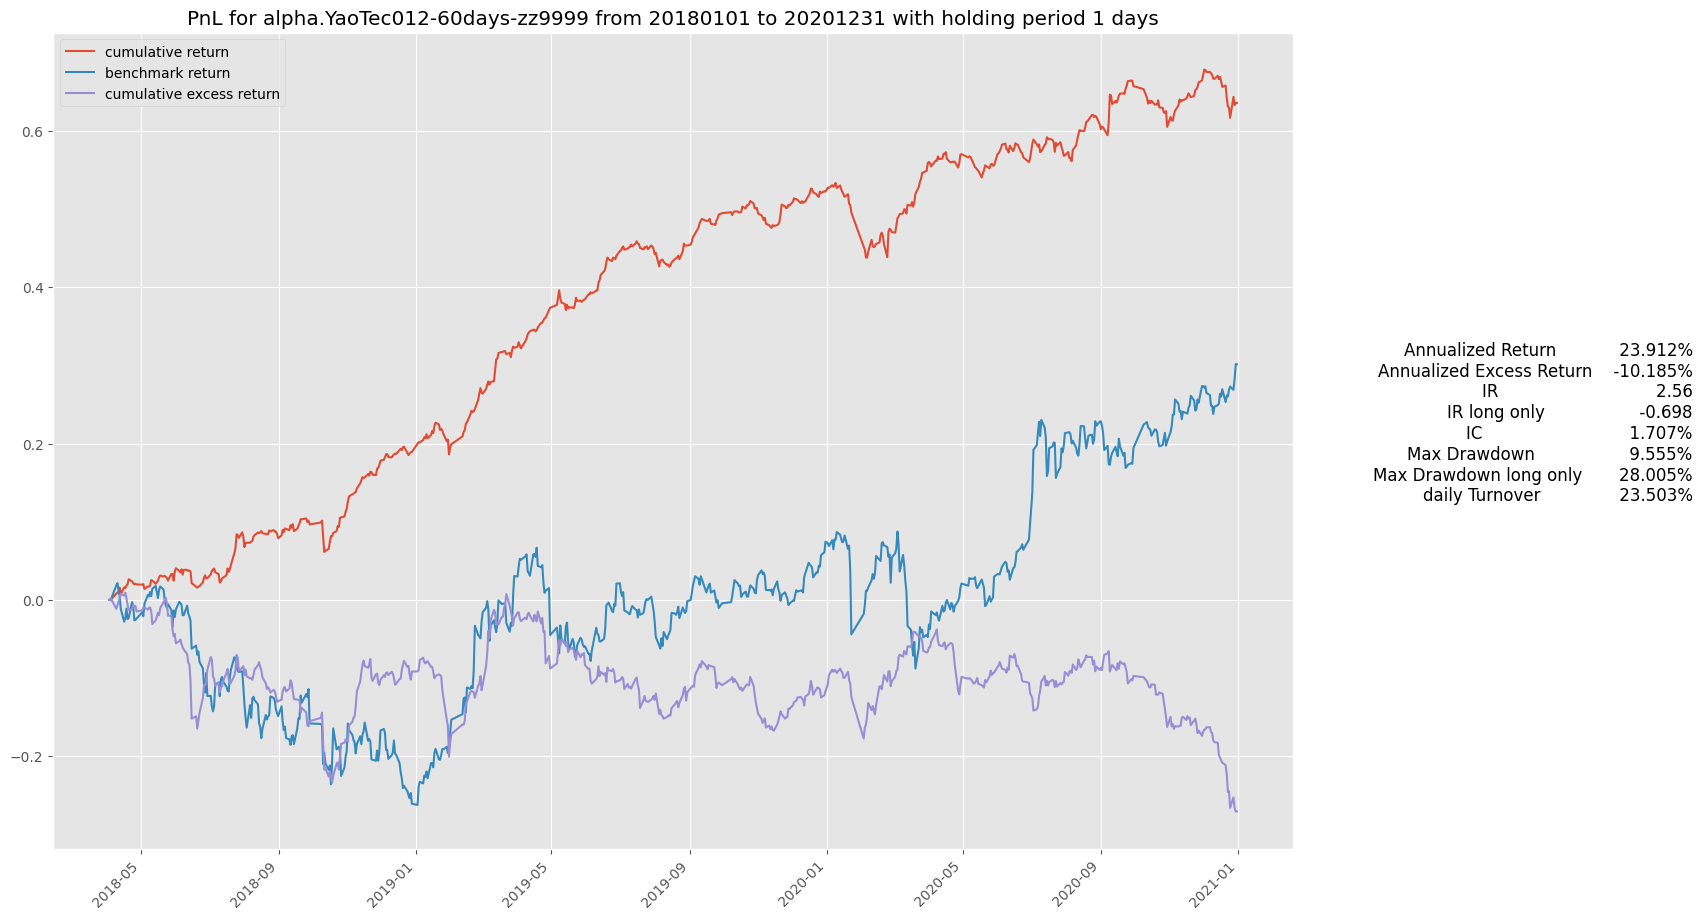 PnL for alpha.YaoTec012-60days-zz9999 from 20180101 to 20201231 with holding period 1 days
cumulative return
benchmark return
cumulative excess return
0.6
0.4
0.2
0.0
−0.2
2018-05
2018-09
2019-01
2019-05
2019-09
2020-01
2020-05
2020-09
2021-01
Annualized Return 23.912%
Annualized Excess Return -10.185%
IR 2.56
IR long only -0.698
IC 1.707%
Max Drawdown 9.555%
Max Drawdown long only 28.005%
daily Turnover 23.503%